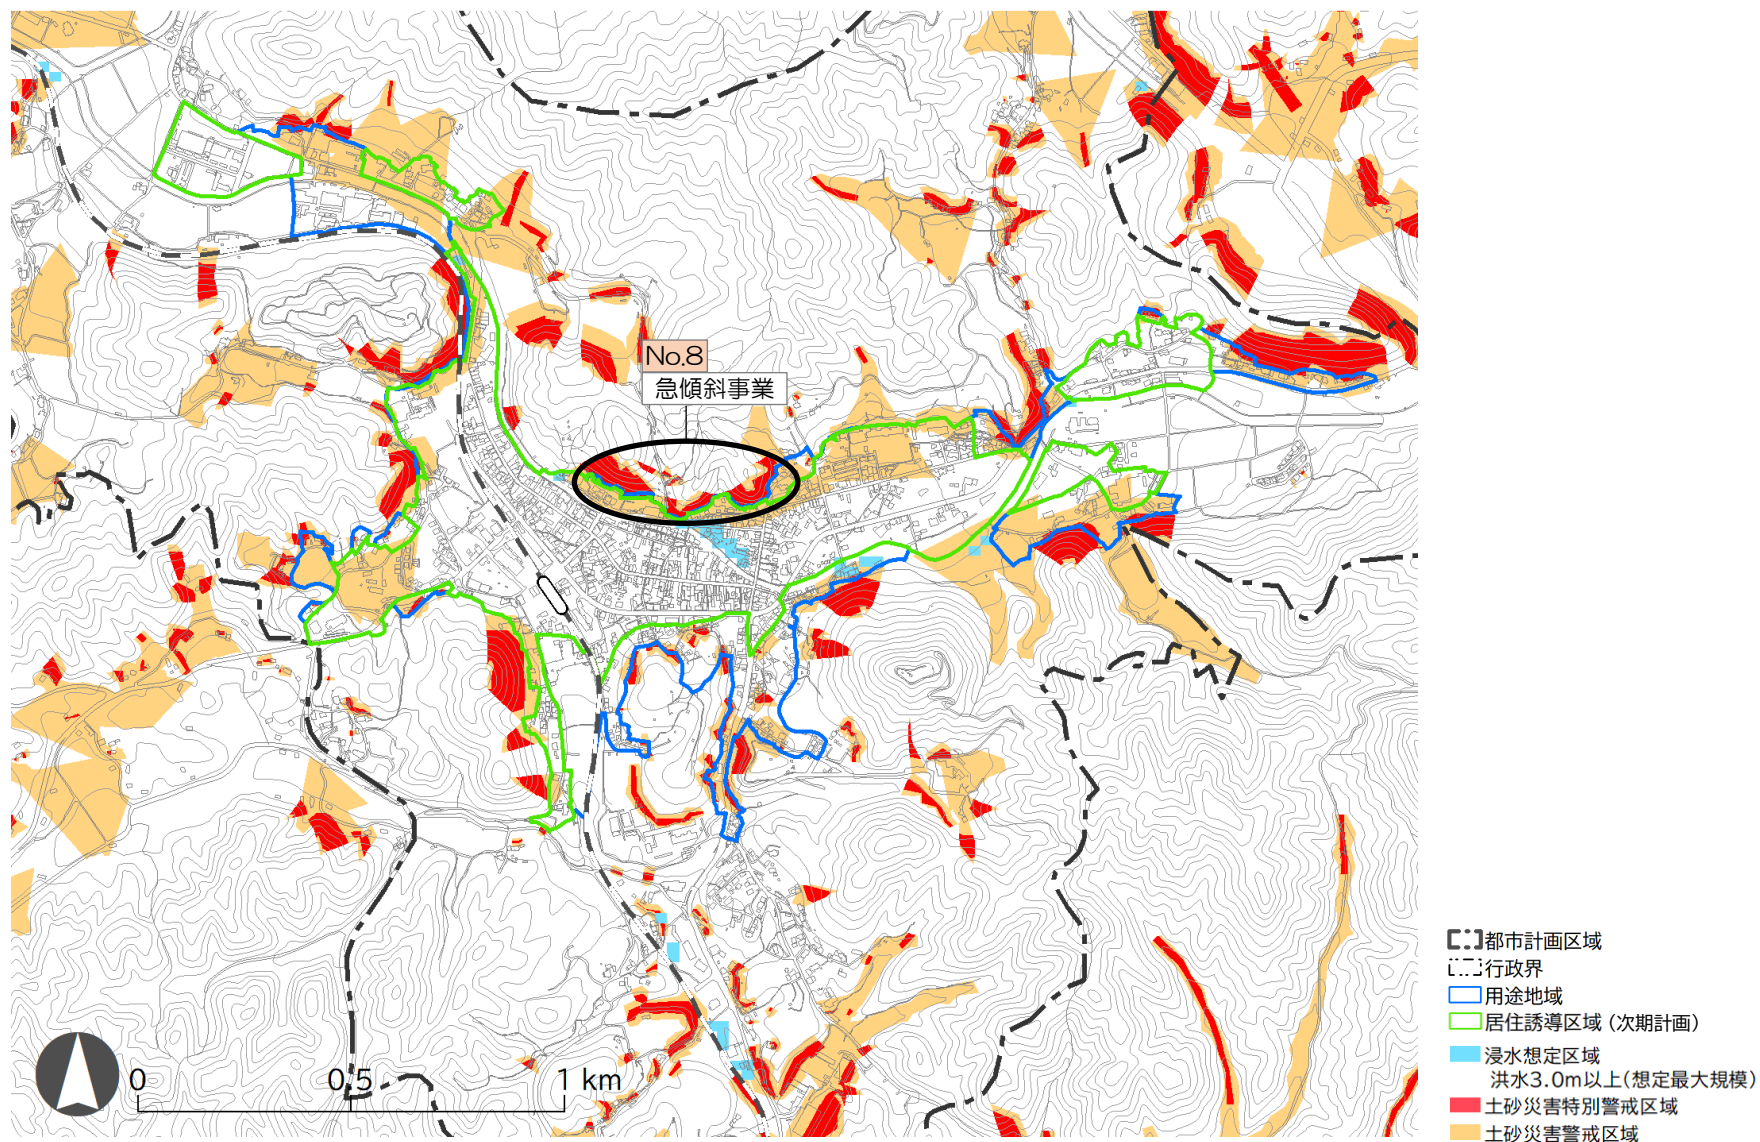 No.8
急傾斜事業
0
0.5
1 km
都市計画区域
行政界
用途地域
居住誘導区域(次期計画)
浸水想定区域
洪水3.0m以上(想定最大規模)
土砂災害特別警戒区域
土砂災害警戒区域